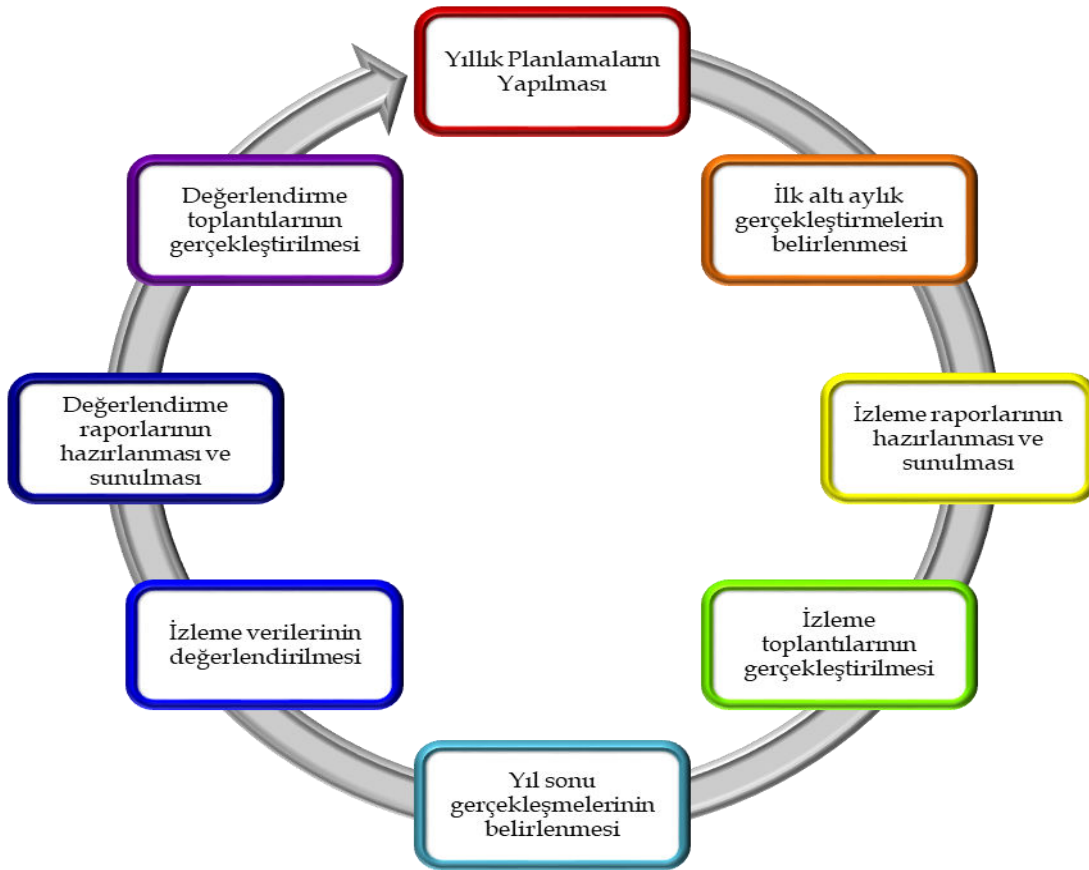 Yıllık Planlamaların
Yapılması
İlk altı aylık
gerçekleştirmelerin
belirlenmesi
İzleme raporlarının
hazırlanması ve
sunulması
İzleme
toplantılarının
gerçekleştirilmesi
Yıl sonu
gerçekleşmelerinin
belirlenmesi
İzleme verilerinin
değerlendirilmesi
Değerlendirme
raporlarının
hazırlanması ve
sunulması
Değerlendirme
toplantılarının
gerçekleştirilmesi